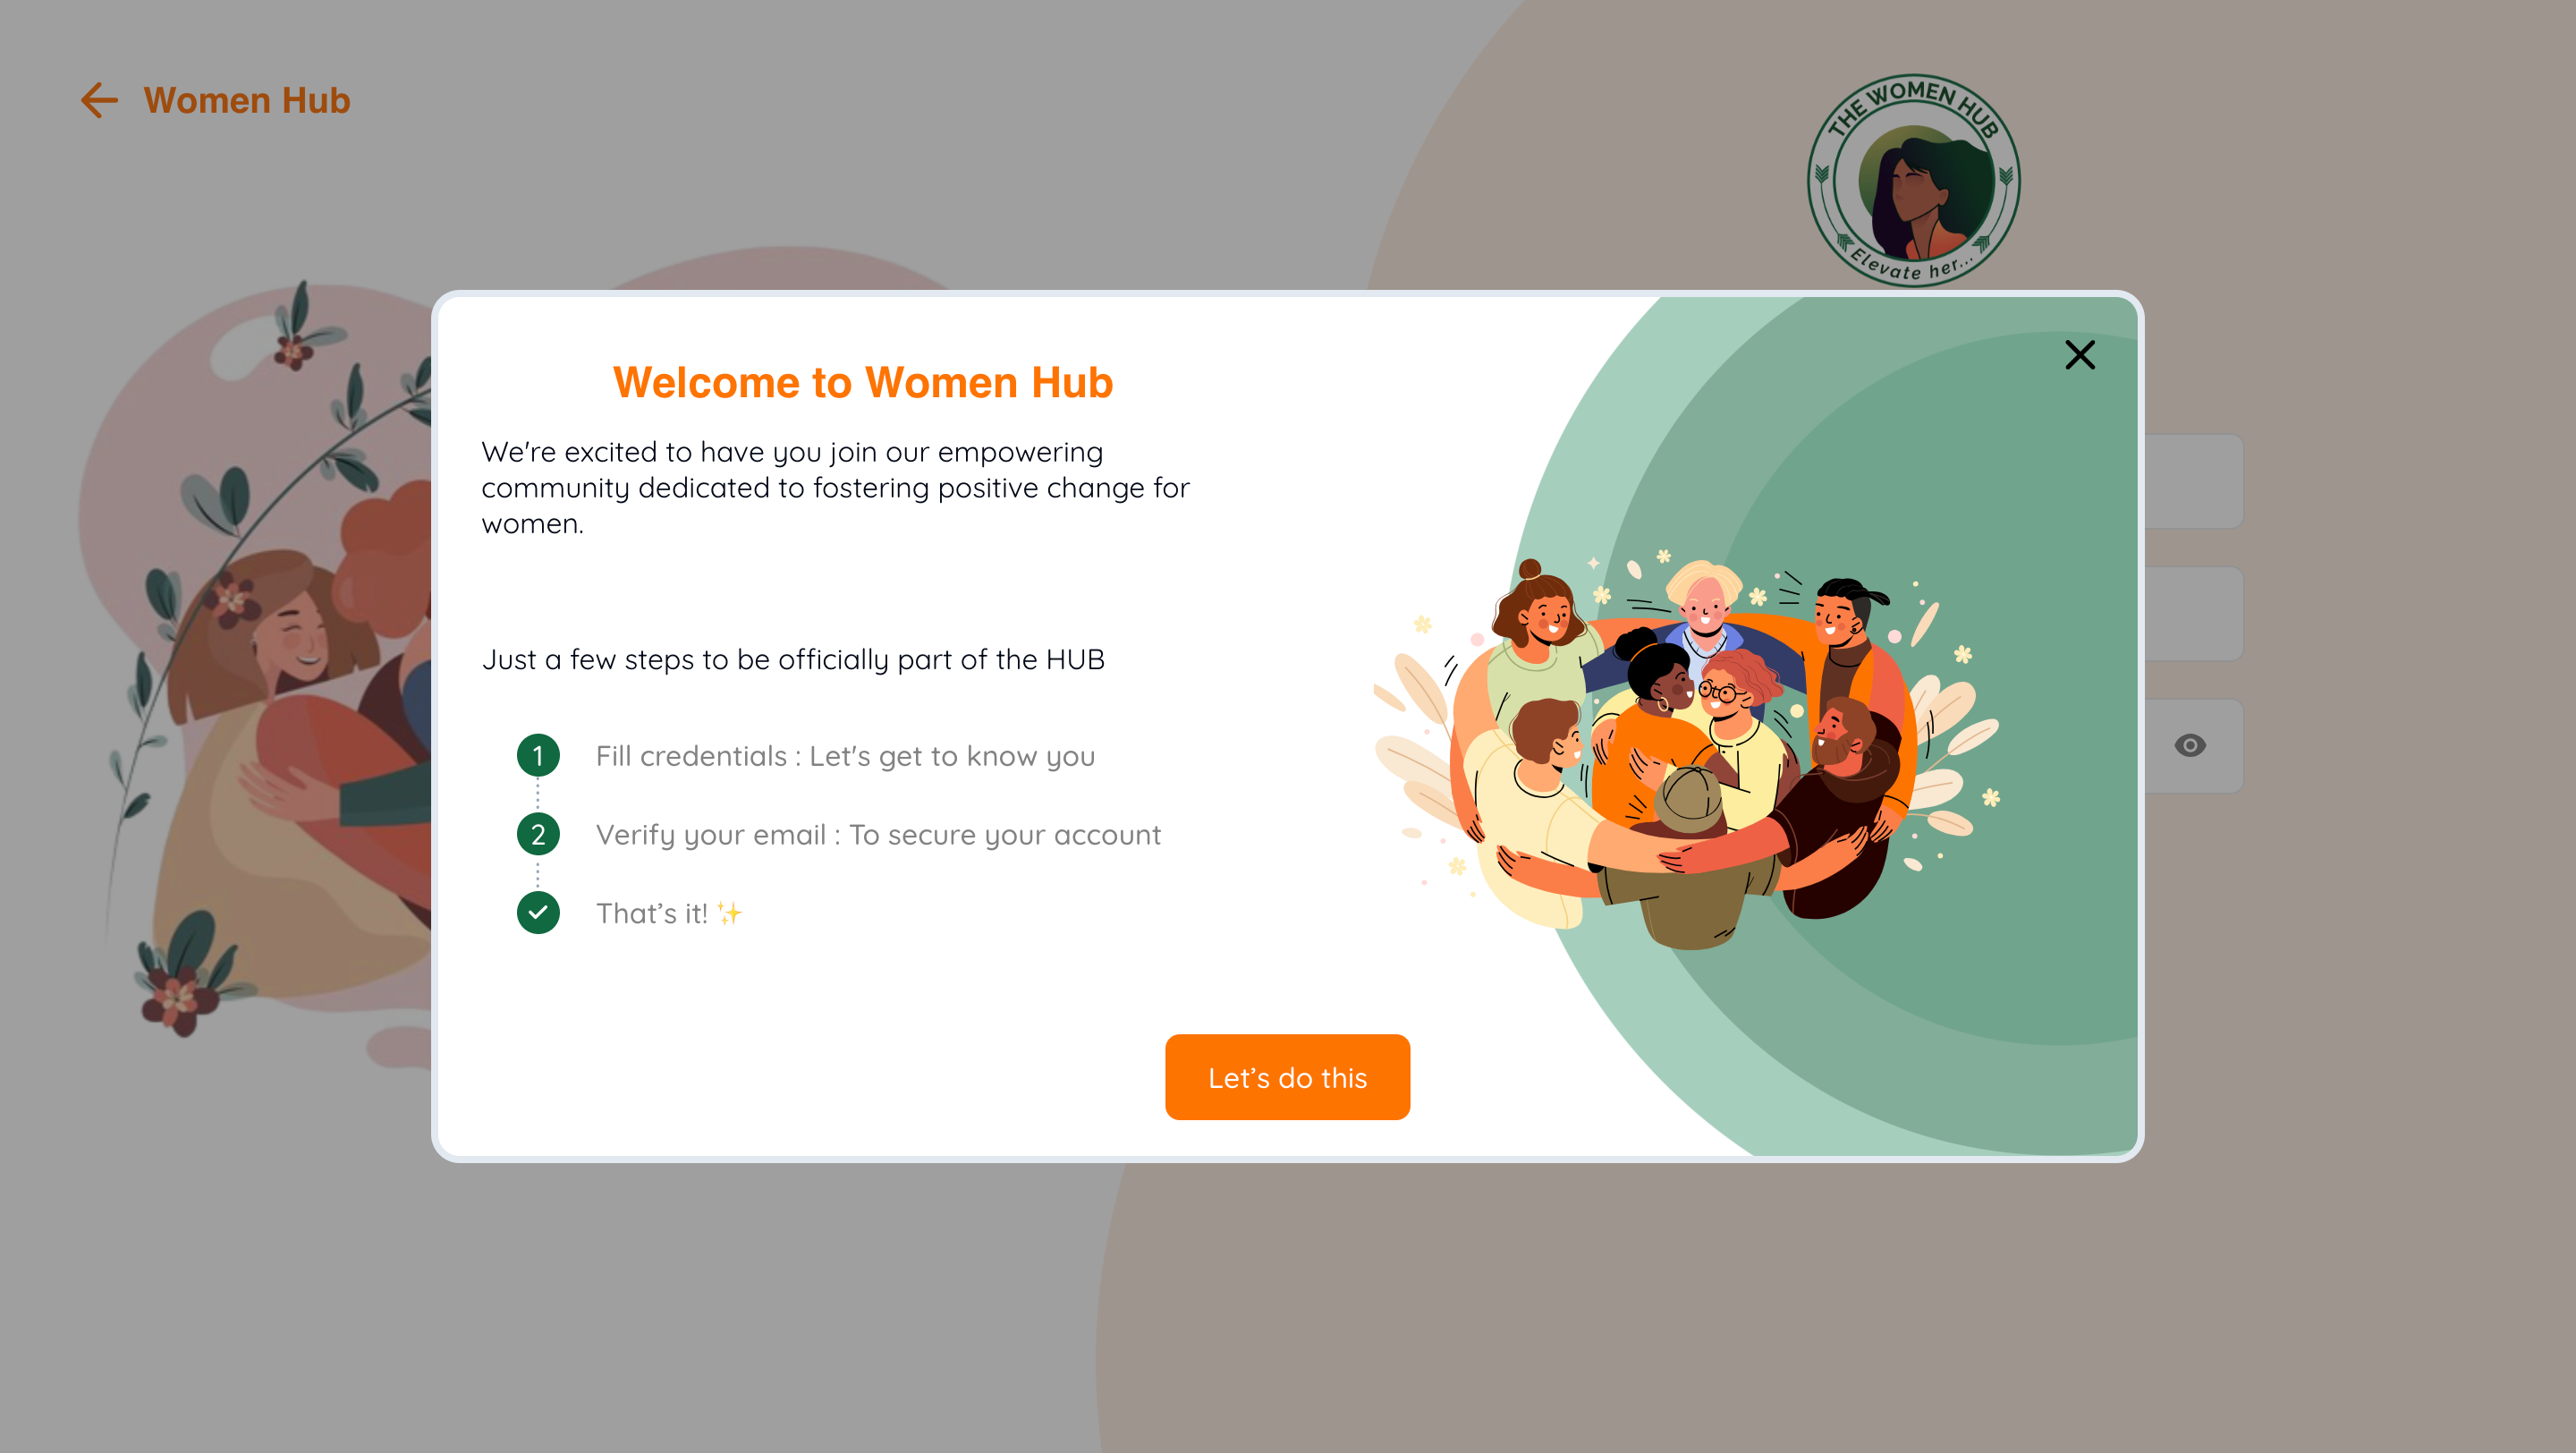 Women Hub
THE WOMEN HUB
Elevate her...
Welcome to Women Hub
We're excited to have you join our empowering
community dedicated to fostering positive change for
women.
Just a few steps to be officially part of the HUB
1 Fill credentials : Let's get to know you
2 Verify your email : To secure your account
That’s it! ✨
Let’s do this